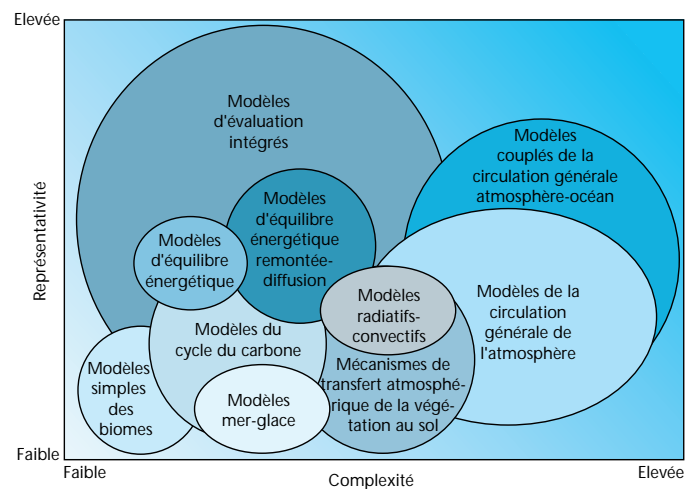 Elevée
Représentativité
Modèles
d'évaluation
intégrés
Modèles
couplés de la
circulation générale
atmosphère-océan
Modèles
d'équilibre
énergétique
remontée-
diffusion
Modèles
d'équilibre
énergétique
Modèles
radiatifs-
convectifs
Modèles de la
circulation
générale de
l'atmosphère
Modèles du
cycle du carbone
Modèles
simples
des
biomes
Modèles
mer-glace
Mécanismes de
transfert atmosphé-
rique de la végé-
tation au sol
Faible
Faible
Complexité
Elevée